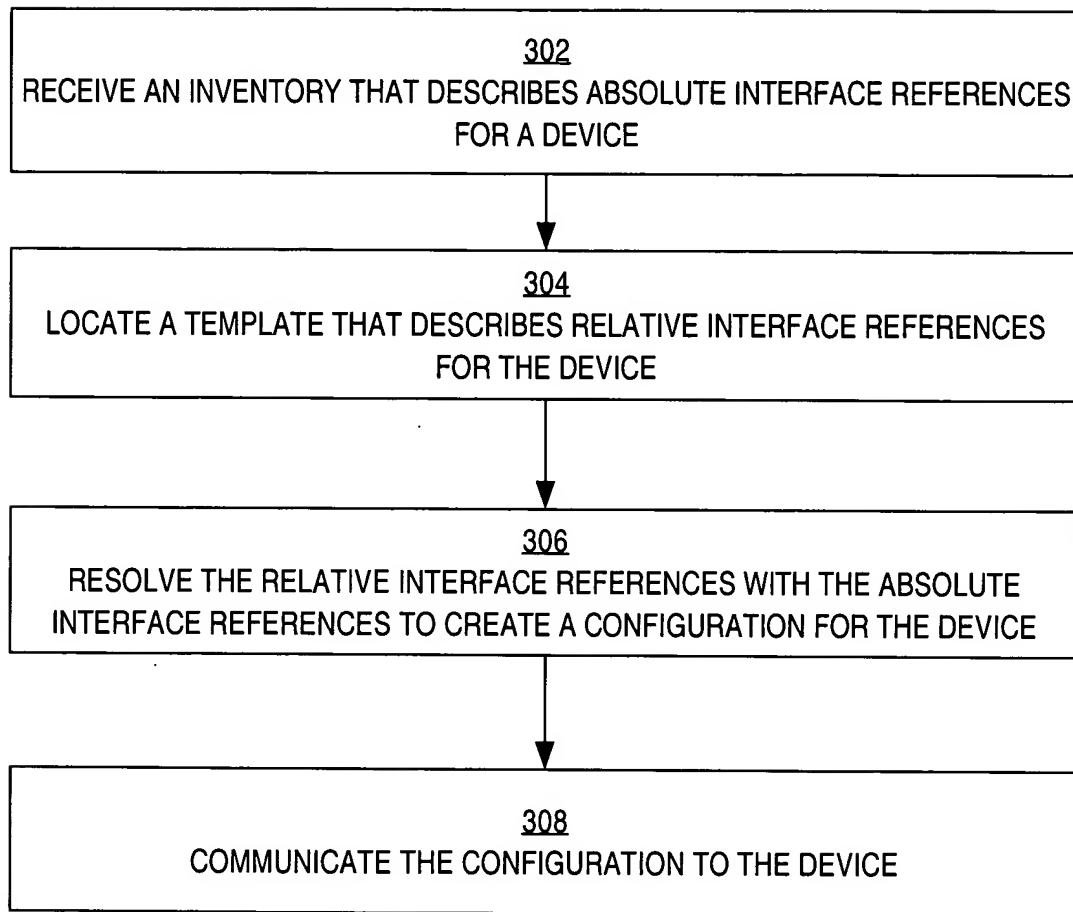 302
RECEIVE AN INVENTORY THAT DESCRIBES ABSOLUTE INTERFACE REFERENCES
FOR A DEVICE
304
LOCATE A TEMPLATE THAT DESCRIBES RELATIVE INTERFACE REFERENCES
FOR THE DEVICE
306
RESOLVE THE RELATIVE INTERFACE REFERENCES WITH THE ABSOLUTE
INTERFACE REFERENCES TO CREATE A CONFIGURATION FOR THE DEVICE
308
COMMUNICATE THE CONFIGURATION TO THE DEVICE